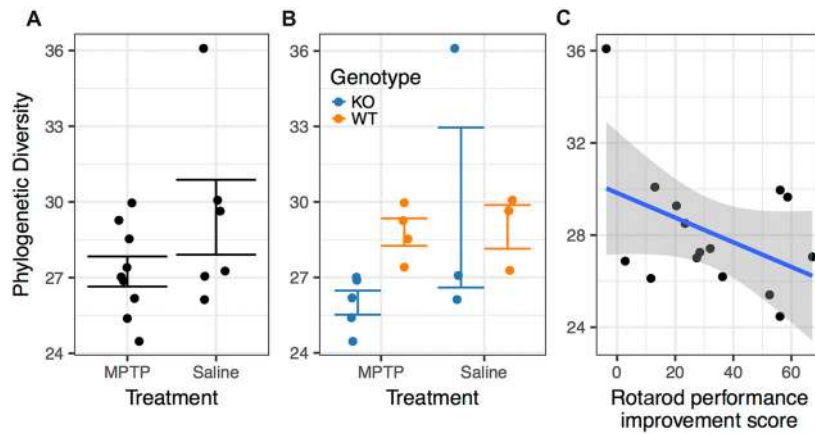 A
B
C
Phylogenetic Diversity
36
33
30
27
24
MPTP
Saline
Treatment
36
33
30
27
24
Genotype
KO
WT
MPTP
Saline
Treatment
36
32
28
24
0
20
40
60
Rotarod performance
improvement score